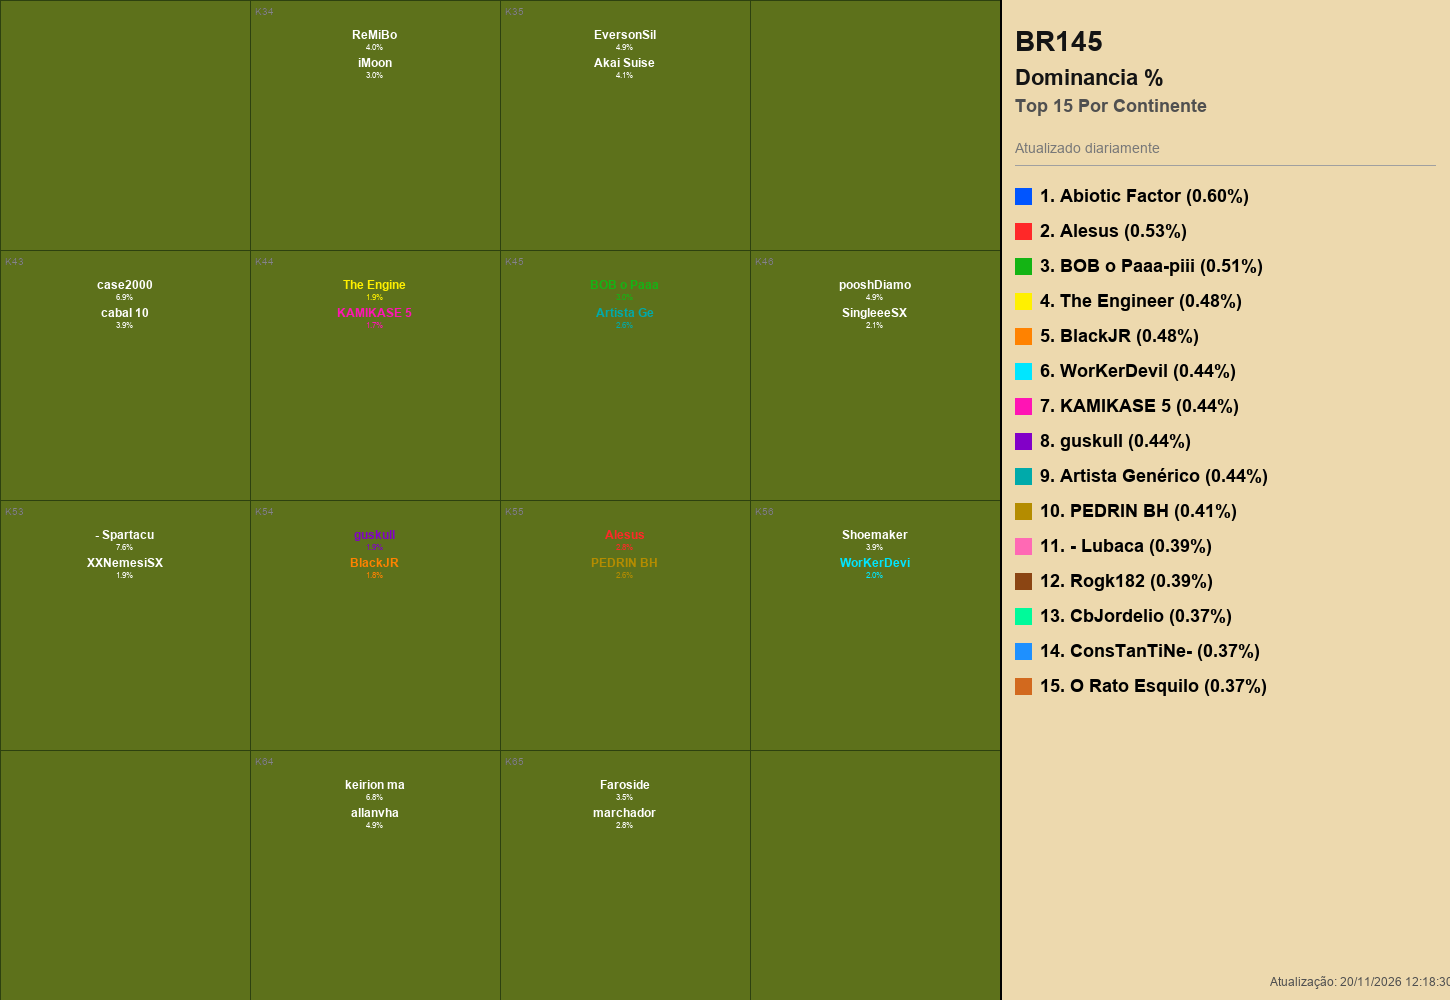 K34
ReMiBo
4.0%
iMoon
3.0%
K35
EversonSil
4.9%
Akai Suise
4.1%
K43
case2000
6.9%
cabal 10
3.9%
K44
The Engine
1.9%
KAMIKASE 5
K45
BOB o Paaa
Artista Ge
K46
pooshDiamo
4.9%
SingleeeSX
2.1%
K53
- Spartacu
7.6%
XXNemesiSX
1.9%
K54
guskull
1.9%
BlackJR
1.8%
K55
Alesus
PEDRIN BH
2.6%
K56
Shoemaker
3.9%
WorKerDevi
2.0%
K64
keirion ma
6.8%
allanvha
4.9%
K65
Faroside
3.5%
marchador
2.8%
BR145
Dominancia %
Top 15 Por Continente
Atualizado diariamente
1. Abiotic Factor (0.60%)
2. Alesus (0.53%)
3. BOB o Paaa-piii (0.51%)
4. The Engineer (0.48%)
5. BlackJR (0.48%)
6. WorKerDevil (0.44%)
7. KAMIKASE 5 (0.44%)
8. guskull (0.44%)
9. Artista Genérico (0.44%)
10. PEDRIN BH (0.41%)
11. - Lubaca (0.39%)
12. Rogk182 (0.39%)
13. CbJordelio (0.37%)
14. ConsTanTiNe- (0.37%)
15. O Rato Esquilo (0.37%)
Atualização: 20/11/2026 12:18:30